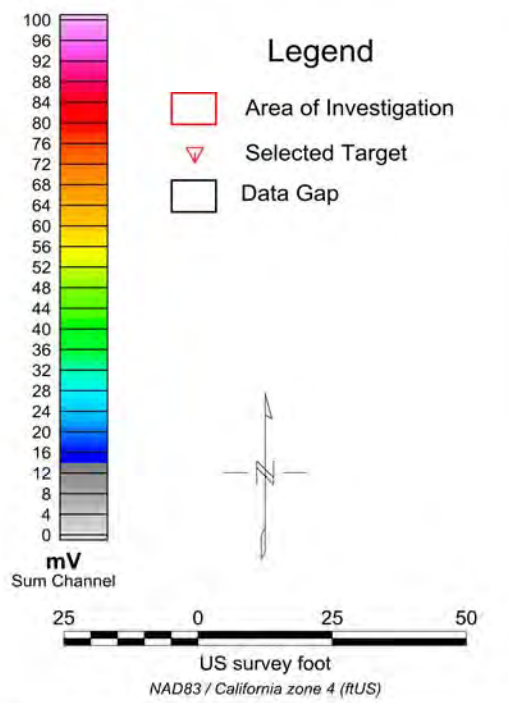 100
96
92
88
84
80
76
72
68
64
60
56
52
48
44
40
36
32
28
24
20
16
12
8
4
0
mV
Sum Channel
Legend
Area of Investigation
Selected Target
Data Gap
N
25 0 25 50
US survey foot
NAD83 / California zone 4 (ftUS)